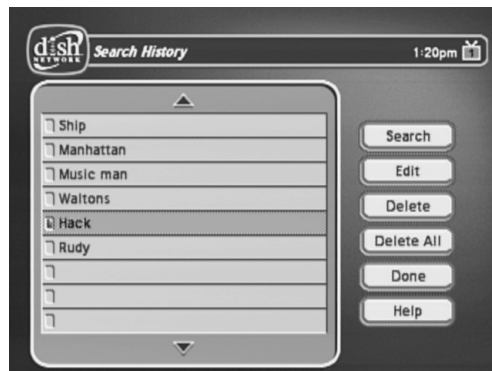 dish
NETWORK
Search History
1:20pm
1
Ship
Manhattan
Music man
Waltons
Hack
Rudy
Search
Edit
Delete
Delete All
Done
Help